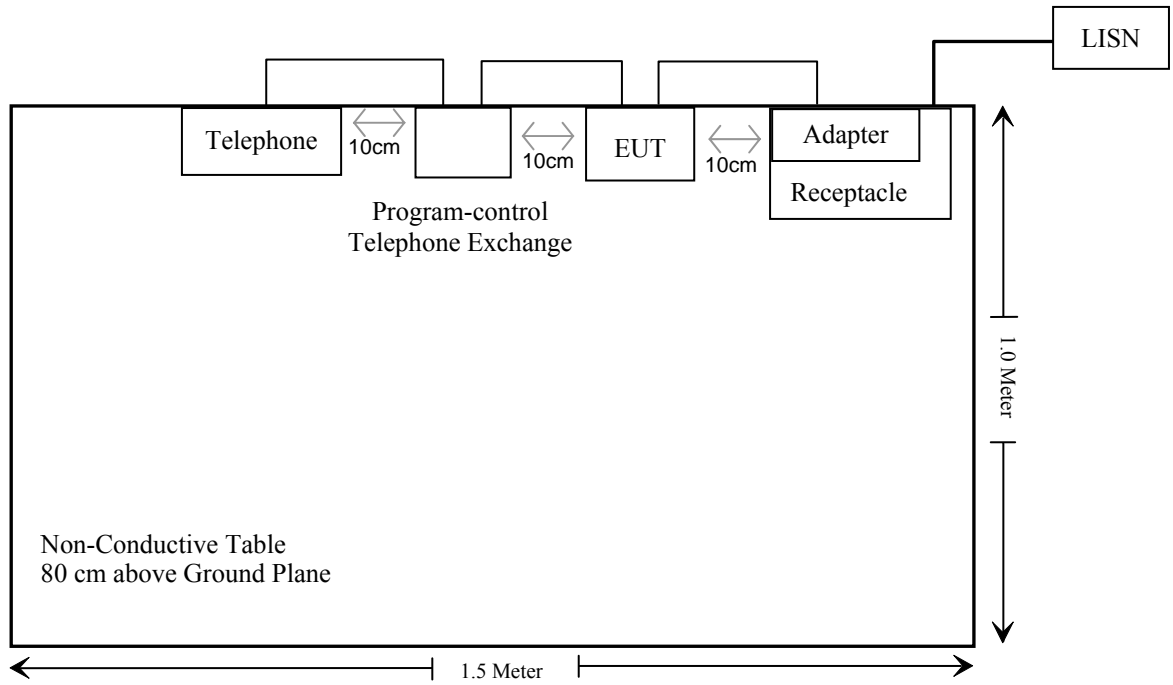 LISN
Telephone
10cm
10cm
EUT
10cm
Adapter
Receptacle
Program-control
Telephone Exchange
1.0 Meter
Non-Conductive Table
80 cm above Ground Plane
1.5 Meter